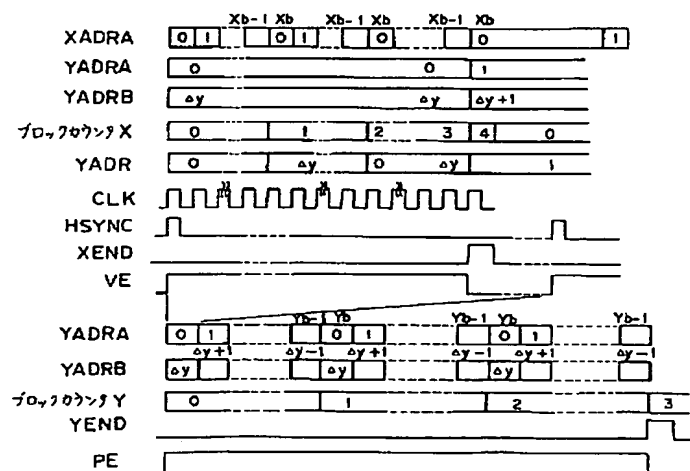 Xb-1 Xb Xb-1 Xb Xb-1 Xb
XADRA 0 1 0 1 0 0 1
YADRA 0 0 1
YADRB Δy Δy Δy+1
ブロックカウンタX 0 1 2 3 4 0
YADR 0 Δy 0 Δy 1
CLK
HSYNC
XEND
VE
Yb-1 Yb Yb-1 Yb Yb-1
YADRA 0 1 0 1 0 1
Δy+1 Δy-1 Δy+1 Δy-1 Δy+1 Δy-1
YADRB Δy Δy Δy
ブロックカウンタY 0 1 2 3
YEND
PE